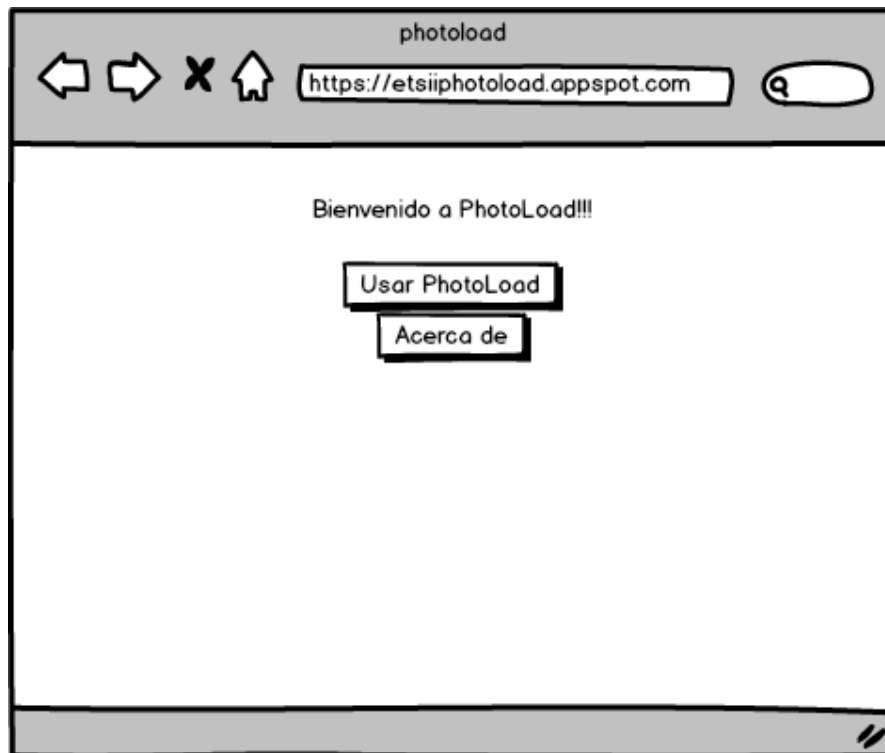 photoload
https://etsiiphotoload.appspot.com
Bienvenido a PhotoLoad!!!
Usar PhotoLoad
Acerca de